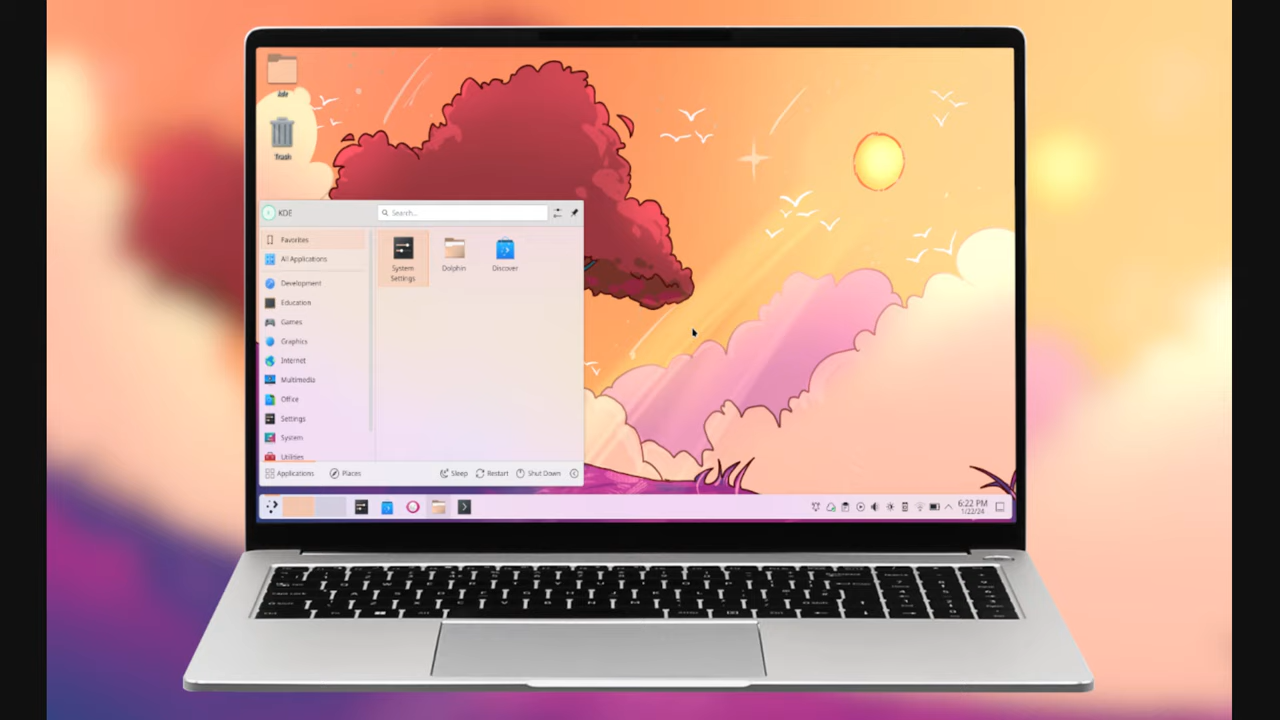 kde
Trash
KDE
Search...
Favorites
All Applications
Development
Education
Games
Graphics
Internet
Multimedia
Office
Settings
System
Utilities
System
Settings
Dolphin
Discover
Applications
Places
Sleep
Restart
Shut Down
6:22 PM
1/22/24